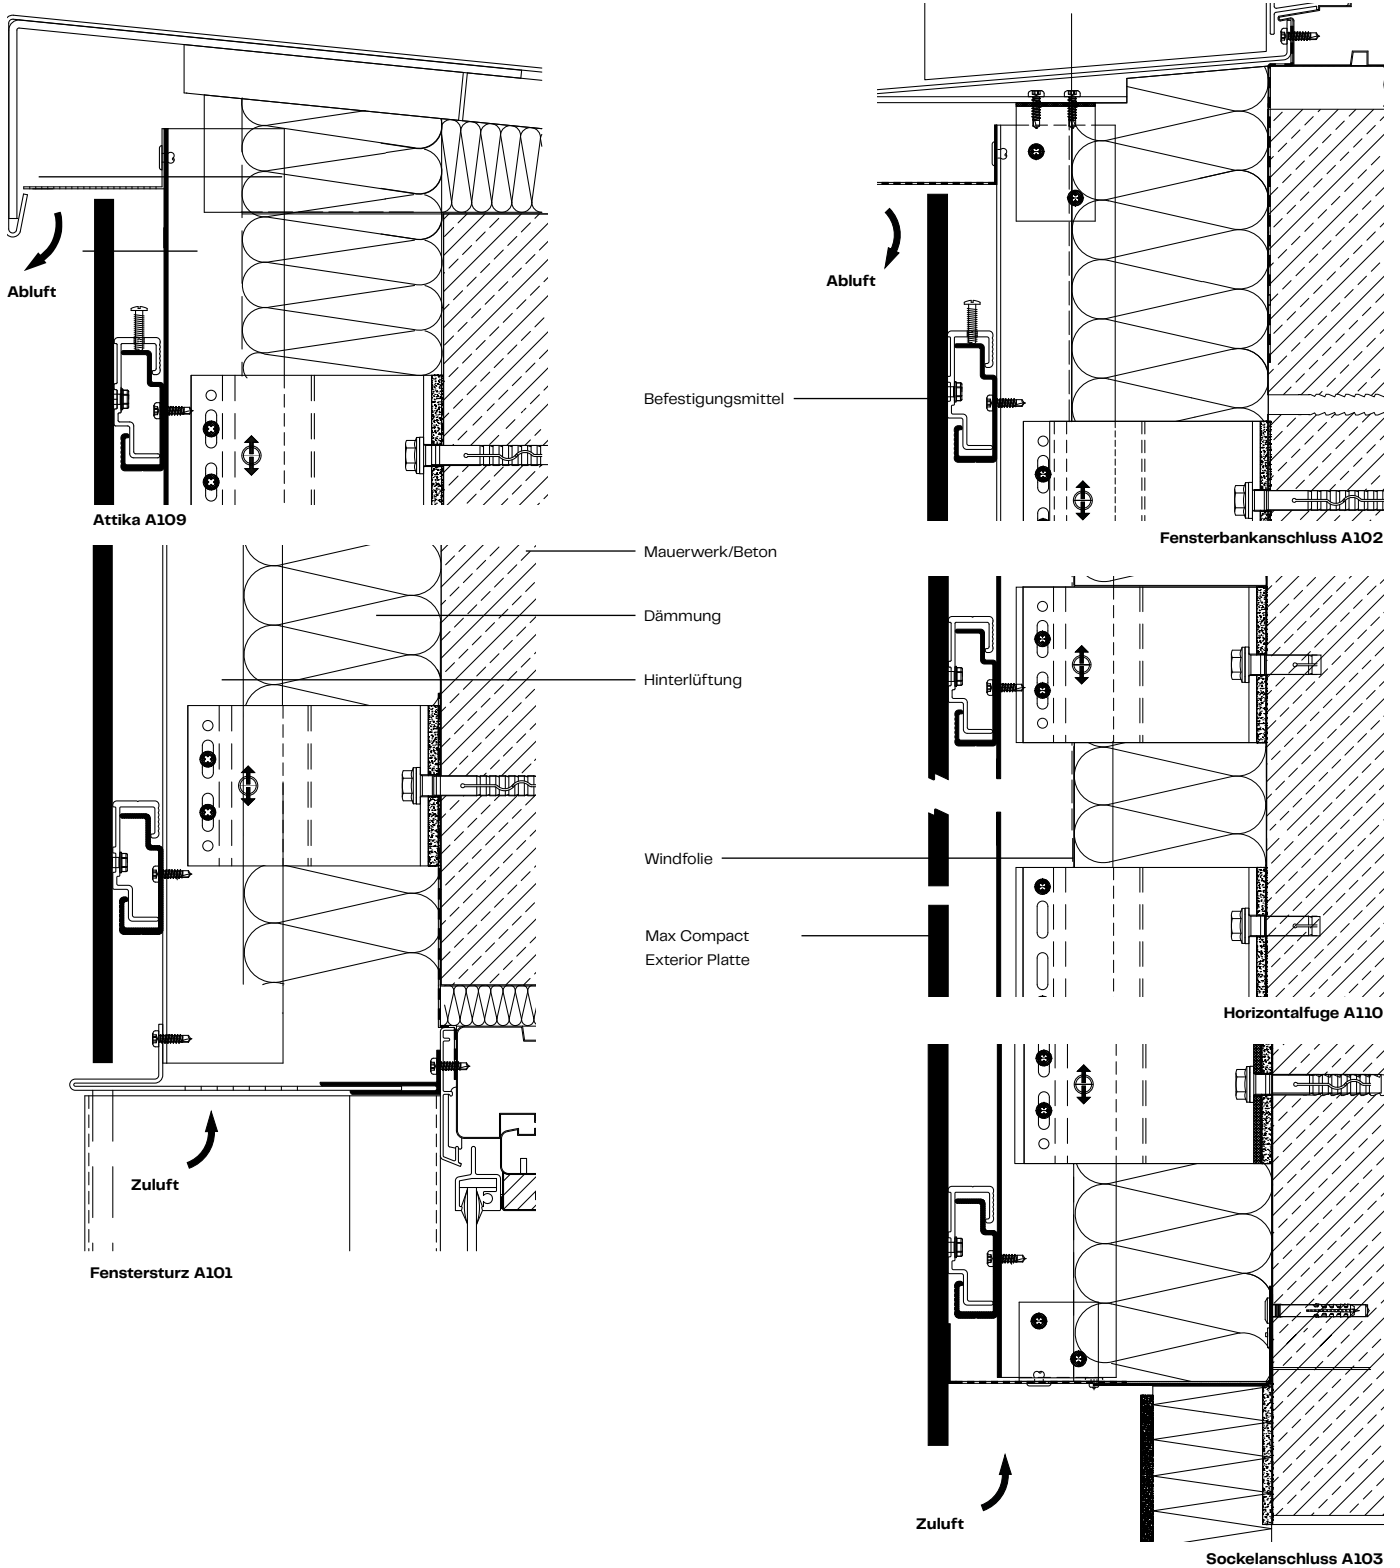 Abluft
Attika A109
Abluft
Befestigungsmittel
Fensterbankanschluss A102
Mauerwerk/Beton
Dämmung
Hinterlüftung
Windfolie
Max Compact
Exterior Platte
Horizontalfuge A110
Zuluft
Fenstersturz A101
Zuluft
Sockelanschluss A103